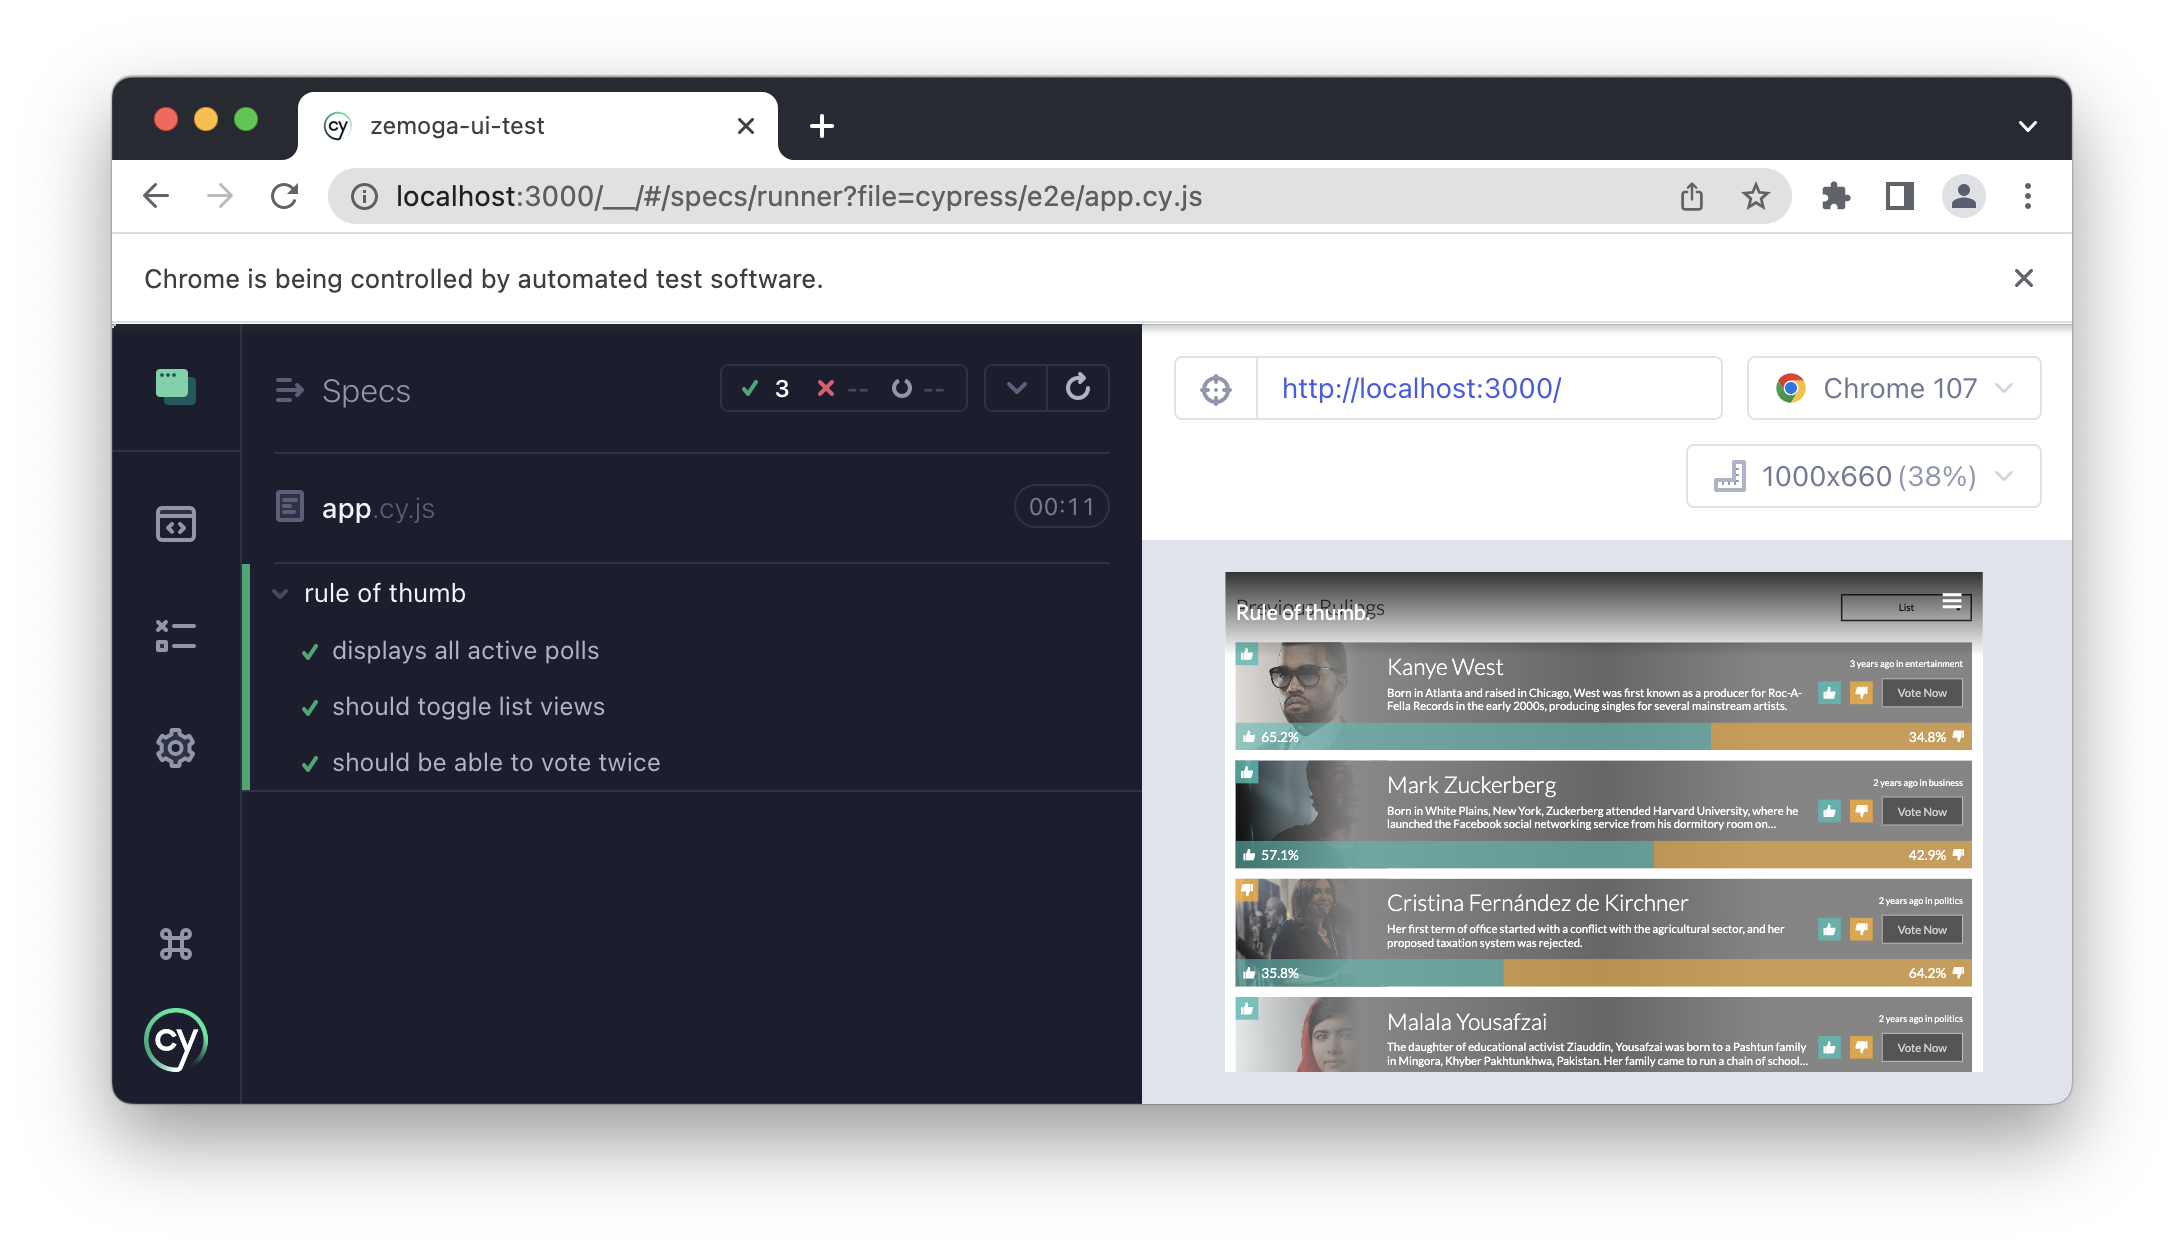 zemoga-ui-test
localhost:3000/__/#/specs/runner?file=cypress/e2e/app.cy.js
Chrome is being controlled by automated test software.
Specs
3 -- --
app.cy.js
00:11
rule of thumb
displays all active polls
should toggle list views
should be able to vote twice
cy
http://localhost:3000/
Chrome 107
1000x660 (38%)
Previous Rulings
Rule of thumb.
List
Kanye West
3 years ago in entertainment
Born in Atlanta and raised in Chicago, West was first known as a producer for Roc-A-
Fella Records in the early 2000s, producing singles for several mainstream artists.
Vote Now
65.2%
34.8%
Mark Zuckerberg
2 years ago in business
Born in White Plains, New York, Zuckerberg attended Harvard University, where he
launched the Facebook social networking service from his dormitory room on...
Vote Now
57.1%
42.9%
Cristina Fernández de Kirchner
2 years ago in politics
Her first term of office started with a conflict with the agricultural sector, and her
proposed taxation system was rejected.
Vote Now
35.8%
64.2%
Malala Yousafzai
2 years ago in politics
The daughter of educational activist Ziauddin, Yousafzai was born to a Pashtun family
in Mingora, Khyber Pakhtunkhwa, Pakistan. Her family came to run a chain of school...
Vote Now